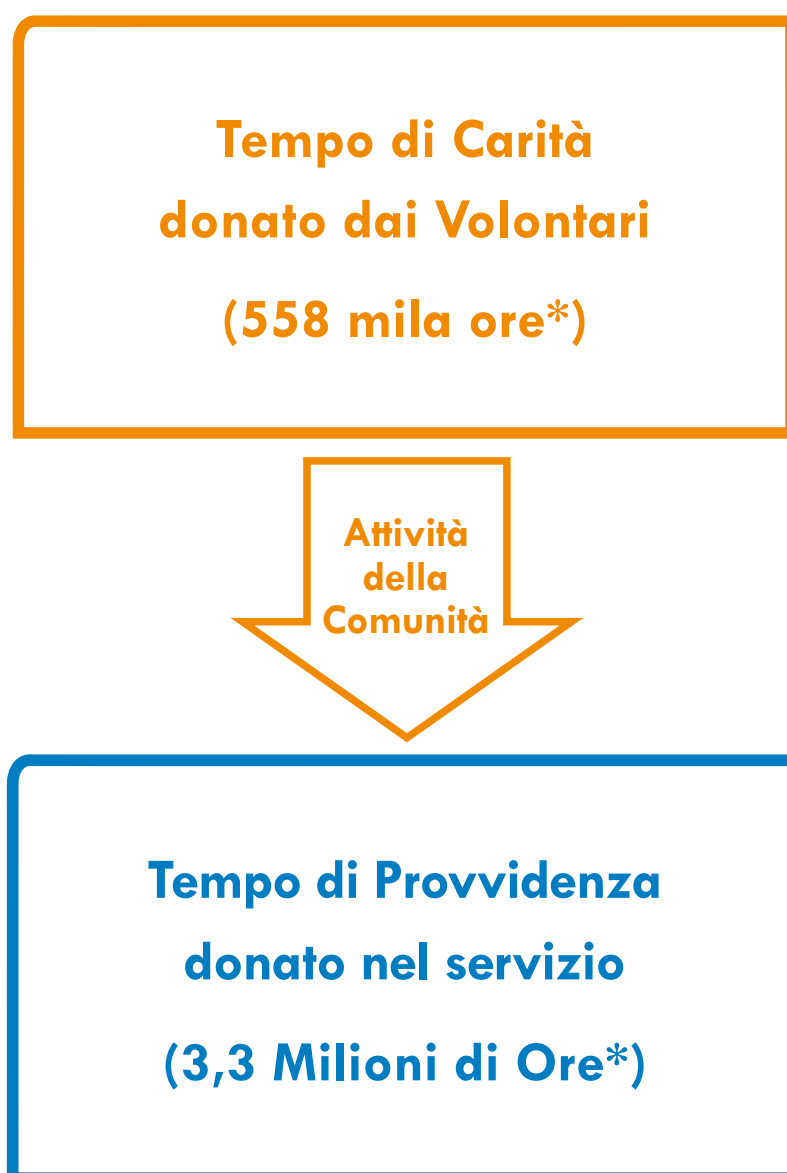 Tempo di Carità
donato dai Volontari
(558 mila ore*)
Attività
della
Comunità
Tempo di Provvidenza
donato nel servizio
(3,3 Milioni di Ore*)